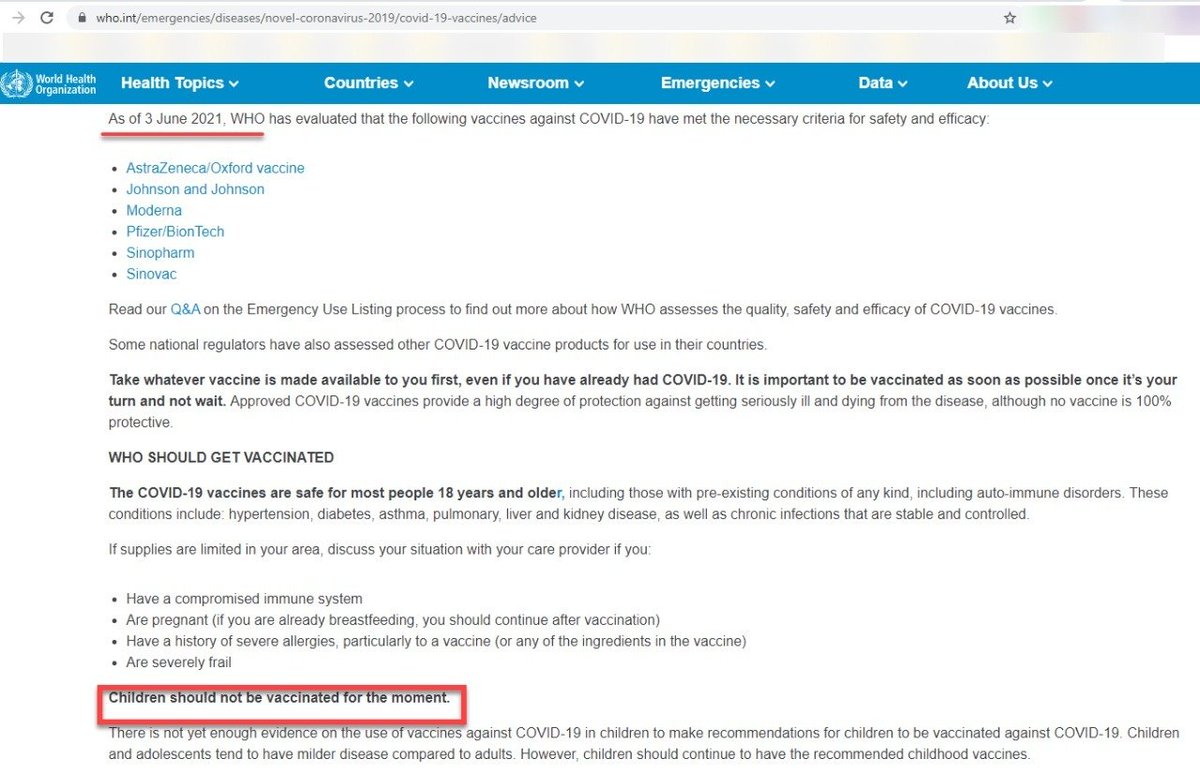 who.int/emergencies/diseases/novel-coronavirus-2019/covid-19-vaccines/advice
World Health
Organization
Health Topics Countries Newsroom Emergencies Data About Us
As of 3 June 2021, WHO has evaluated that the following vaccines against COVID-19 have met the necessary criteria for safety and efficacy:
• AstraZeneca/Oxford vaccine
• Johnson and Johnson
• Moderna
• Pfizer/BionTech
• Sinopharm
• Sinovac
Read our Q&A on the Emergency Use Listing process to find out more about how WHO assesses the quality, safety and efficacy of COVID-19 vaccines.
Some national regulators have also assessed other COVID-19 vaccine products for use in their countries.
Take whatever vaccine is made available to you first, even if you have already had COVID-19. It is important to be vaccinated as soon as possible once it's your
turn and not wait. Approved COVID-19 vaccines provide a high degree of protection against getting seriously ill and dying from the disease, although no vaccine is 100%
protective.
WHO SHOULD GET VACCINATED
The COVID-19 vaccines are safe for most people 18 years and older, including those with pre-existing conditions of any kind, including auto-immune disorders. These
conditions include: hypertension, diabetes, asthma, pulmonary, liver and kidney disease, as well as chronic infections that are stable and controlled.
If supplies are limited in your area, discuss your situation with your care provider if you:
• Have a compromised immune system
• Are pregnant (if you are already breastfeeding, you should continue after vaccination)
• Have a history of severe allergies, particularly to a vaccine (or any of the ingredients in the vaccine)
• Are severely frail
Children should not be vaccinated for the moment.
There is not yet enough evidence on the use of vaccines against COVID-19 in children to make recommendations for children to be vaccinated against COVID-19. Children
and adolescents tend to have milder disease compared to adults. However, children should continue to have the recommended childhood vaccines.